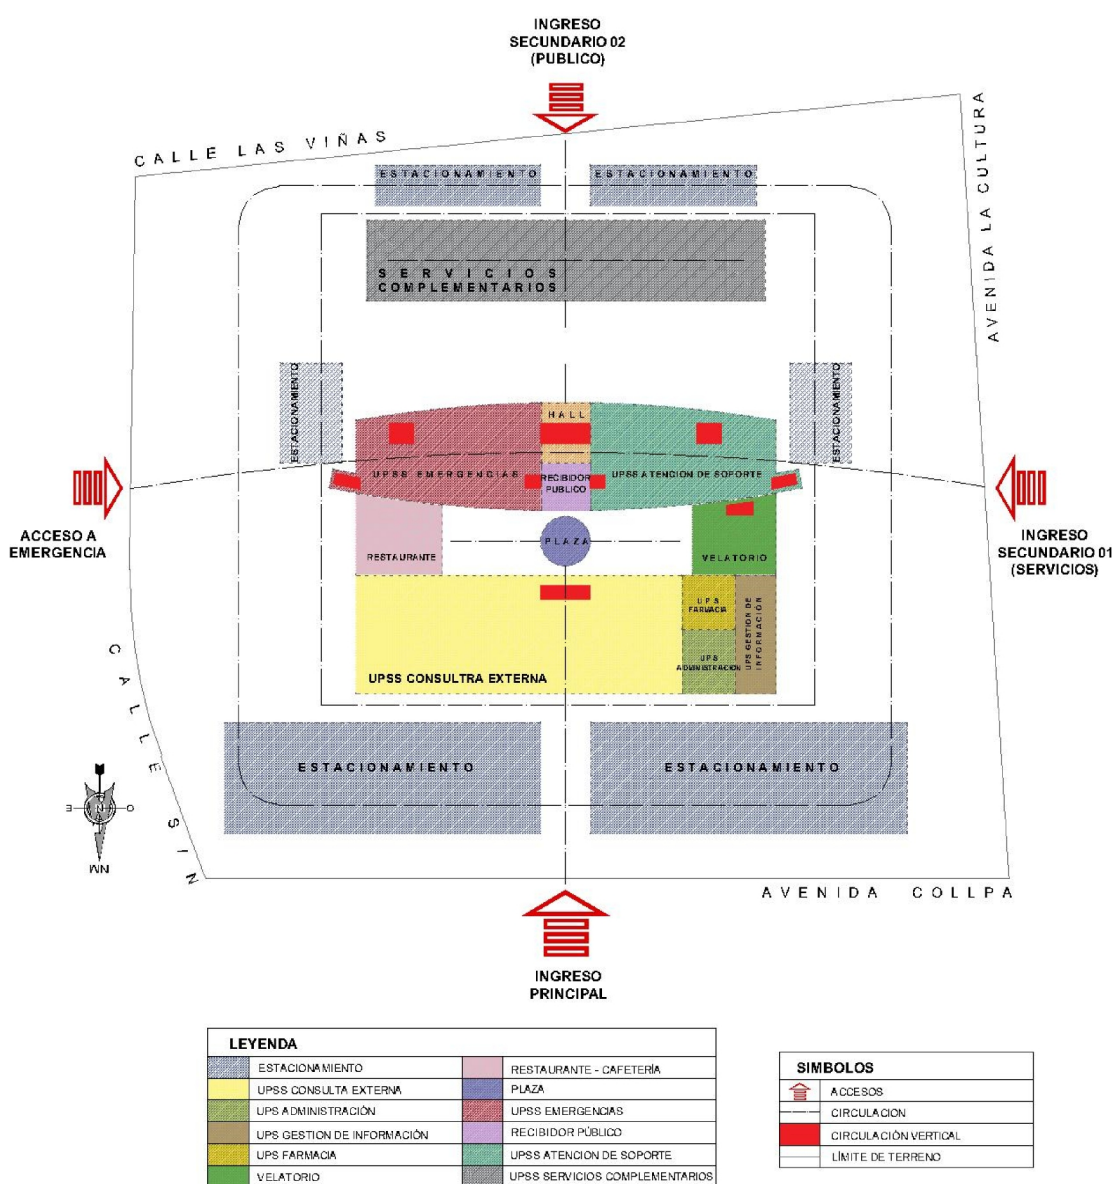 INGRESO
SECUNDARIO 02
(PUBLICO)
CALLE LAS VIÑAS
AVENIDA LA CULTURA
ESTACIONAMIENTO
ESTACIONAMIENTO
SERVICIOS
COMPLEMENTARIOS
ESTACIONAMIENTO
ESTACIONAMIENTO
HALL
UPSS EMERGENCIAS
RECIBIDOR
PUBLICO
UPSS ATENCION DE SOPORTE
ACCESO A
EMERGENCIA
INGRESO
SECUNDARIO 01
(SERVICIOS)
RESTAURANTE
PLAZA
VELATORIO
UPS
FARMACIA
UPS GESTION DE
INFORMACIÓN
UPS
ADMINISTRACION
UPSS CONSULTRA EXTERNA
CALLE SIN
ESTACIONAMIENTO
ESTACIONAMIENTO
E
N
O
NM
AVENIDA COLLPA
INGRESO
PRINCIPAL
LEYENDA
ESTACIONAMIENTO
RESTAURANTE - CAFETERÍA
UPSS CONSULTA EXTERNA
PLAZA
UPS ADMINISTRACIÓN
UPSS EMERGENCIAS
UPS GESTION DE INFORMACIÓN
RECIBIDOR PÚBLICO
UPS FARMACIA
UPSS ATENCION DE SOPORTE
VELATORIO
UPSS SERVICIOS COMPLEMENTARIOS
SIMBOLOS
ACCESOS
CIRCULACION
CIRCULACIÓN VERTICAL
LÍMITE DE TERRENO